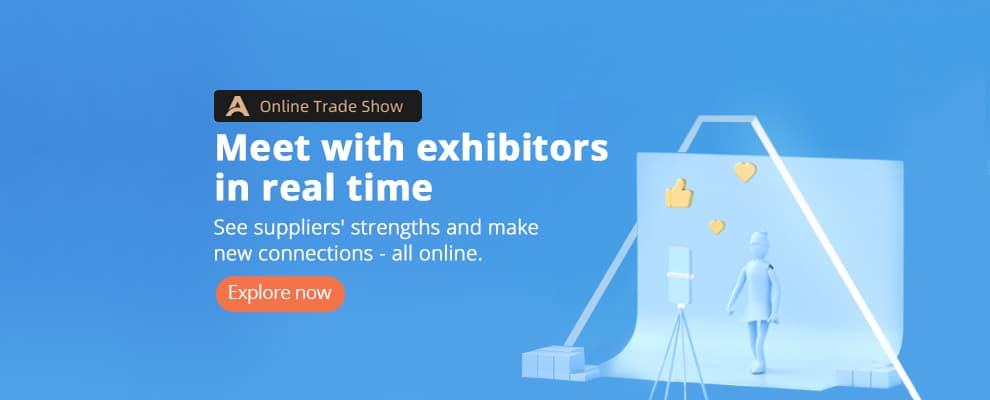 Online Trade Show
Meet with exhibitors
in real time
See suppliers' strengths and make
new connections - all online.
Explore now